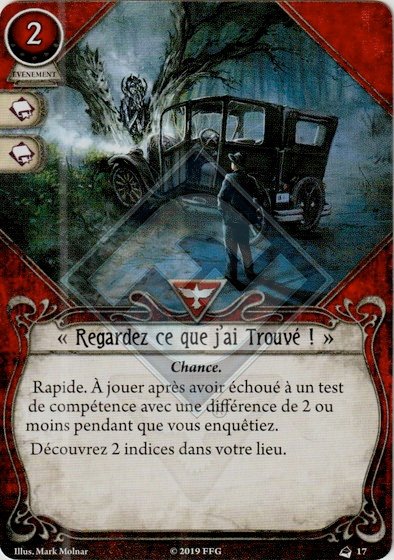 2
ÉVÉNEMENT
« Regardez ce que j'ai Trouvé ! »
Chance.
Rapide. À jouer après avoir échoué à un test
de compétence avec une différence de 2 ou
moins pendant que vous enquêtiez.
Découvrez 2 indices dans votre lieu.
Illus. Mark Molnar
© 2019 FFG
17